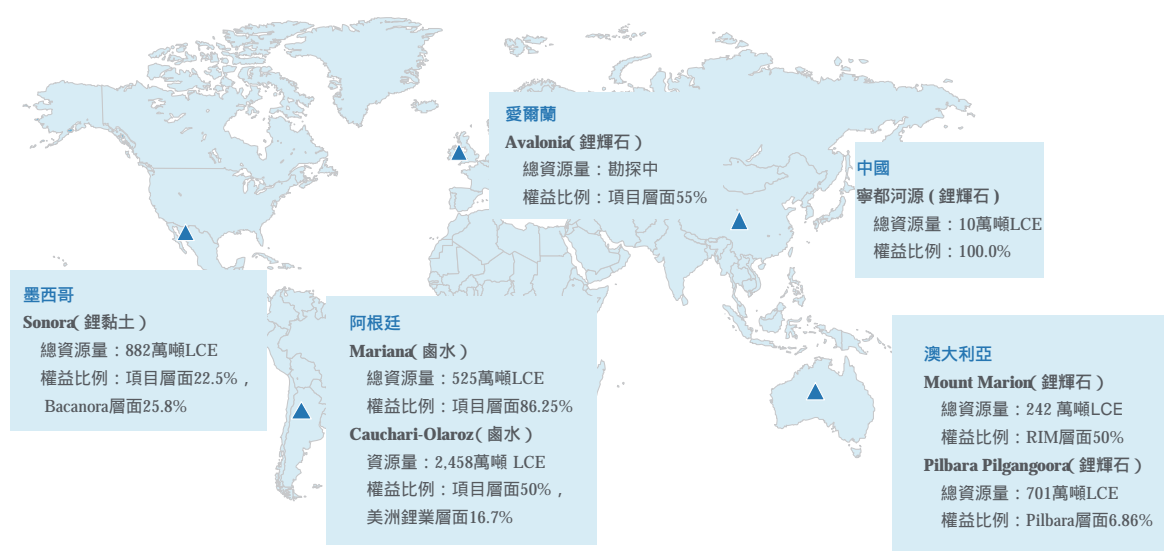 愛爾蘭
Avalonia(鋰輝石)
總資源量：勘探中
權益比例：項目層面55%
中國
寧都河源(鋰輝石)
總資源量：10萬噸LCE
權益比例：100.0%
墨西哥
Sonora(鋰黏土)
總資源量：882萬噸LCE
權益比例：項目層面22.5%，
Bacanora層面25.8%
阿根廷
Mariana(鹵水)
總資源量：525萬噸LCE
權益比例：項目層面86.25%
Cauchari-Olaroz(鹵水)
資源量：2,458萬噸 LCE
權益比例：項目層面50%，
美洲鋰業層面16.7%
澳大利亞
Mount Marion(鋰輝石)
總資源量：242 萬噸LCE
權益比例：RIM層面50%
Pilbara Pilgangoora(鋰輝石)
總資源量：701萬噸LCE
權益比例：Pilbara層面6.86%